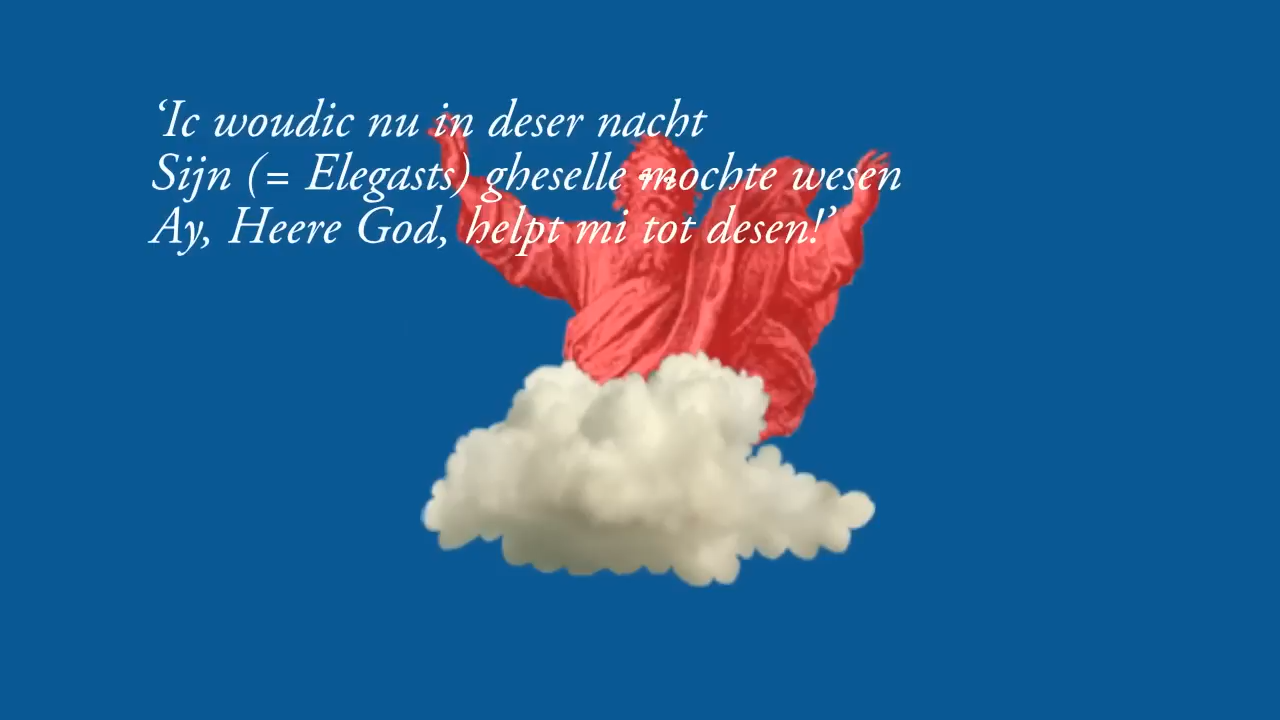 ‘Ic woudic nu in deser nacht
Sijn (= Elegasts) gheselle mochte wesen
Ay, Heere God, helpt mi tot desen!’